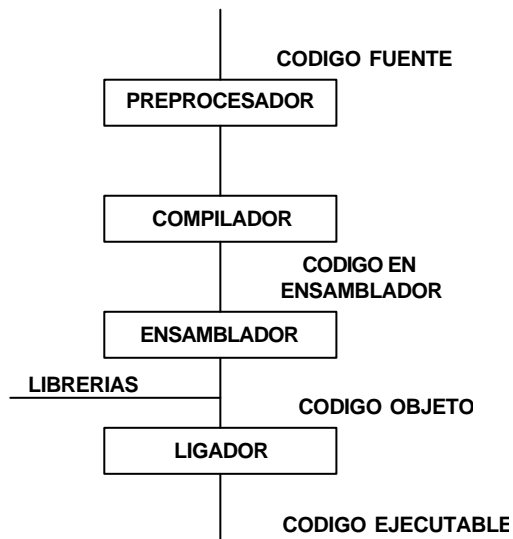 CODIGO FUENTE
PREPROCESADOR
COMPILADOR
CODIGO EN
ENSAMBLADOR
ENSAMBLADOR
LIBRERIAS
CODIGO OBJETO
LIGADOR
CODIGO EJECUTABLE